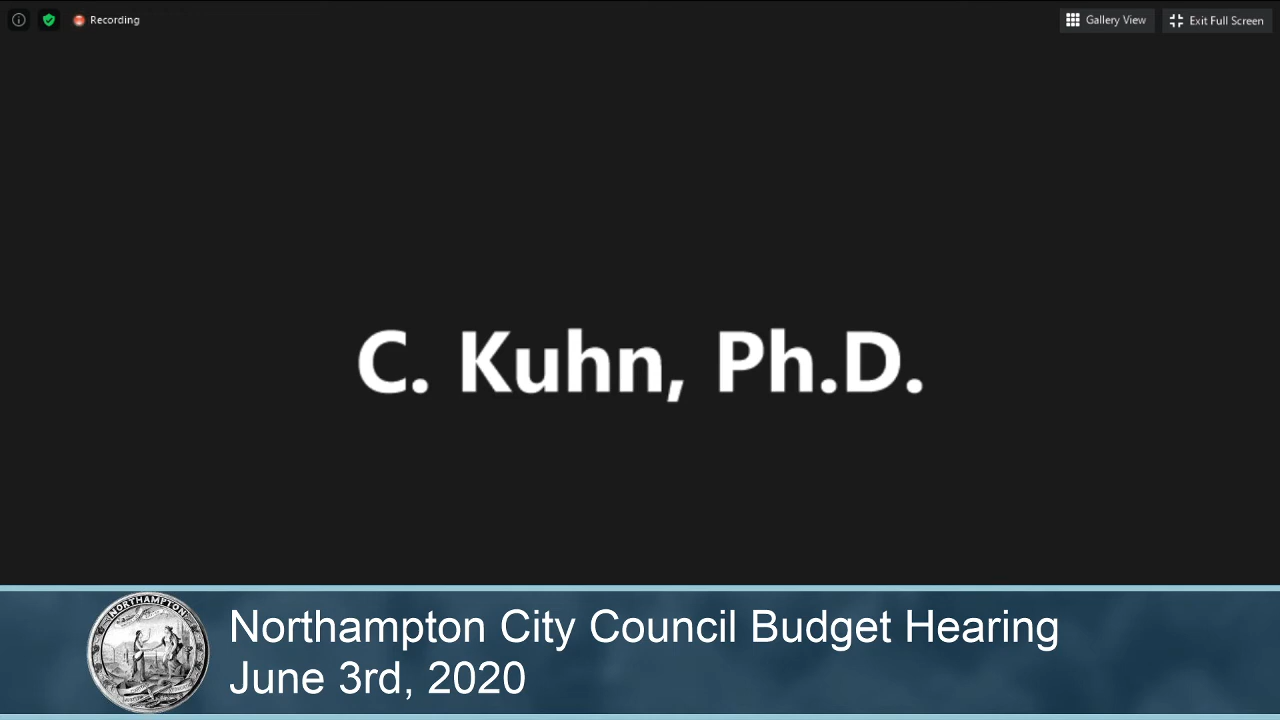 Recording
Gallery View
Exit Full Screen
C. Kuhn, Ph.D.
NORTHAMPTON
Northampton City Council Budget Hearing
June 3rd, 2020